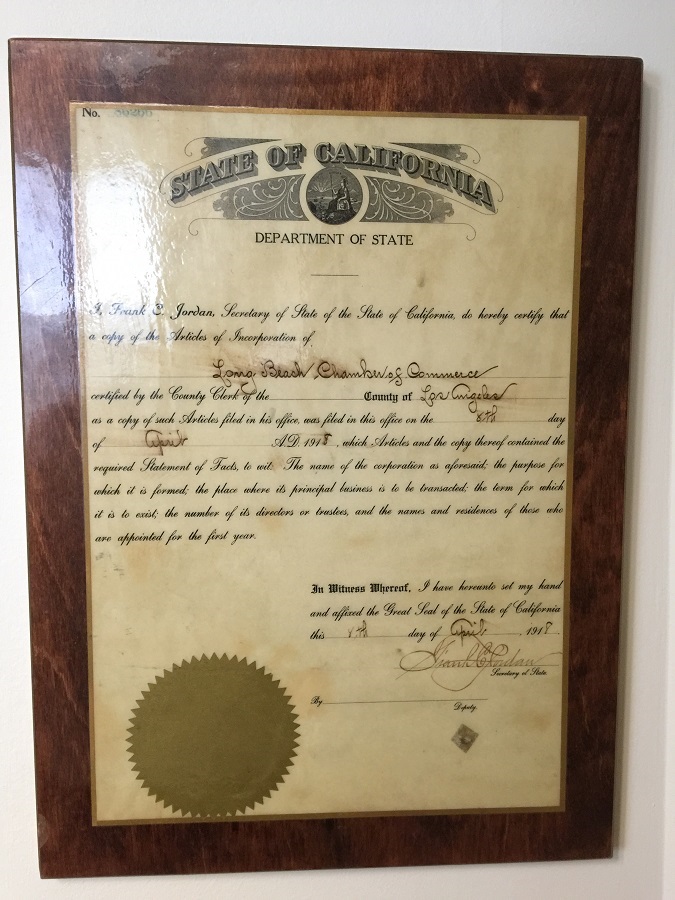 No.
STATE OF CALIFORNIA
DEPARTMENT OF STATE
I, Frank C. Jordan, Secretary of State of the State of California, do hereby certify that
a copy of the Articles of Incorporation of
Long Beach Chamber of Commerce
certified by the County Clerk of the County of Los Angeles
as a copy of such Articles filed in his office, was filed in this office on the 8th day
of April A.D. 1918, which Articles and the copy thereof contained the
required Statement of Facts, to wit: The name of the corporation as aforesaid; the purpose for
which it is formed; the place where its principal business is to be transacted; the term for which
it is to exist; the number of its directors or trustees, and the names and residences of those who
are appointed for the first year.
In Witness Whereof, I have hereunto set my hand
and affixed the Great Seal of the State of California
this 8th day of April, 1918
Frank C Jordan
Secretary of State.
By
Deputy.